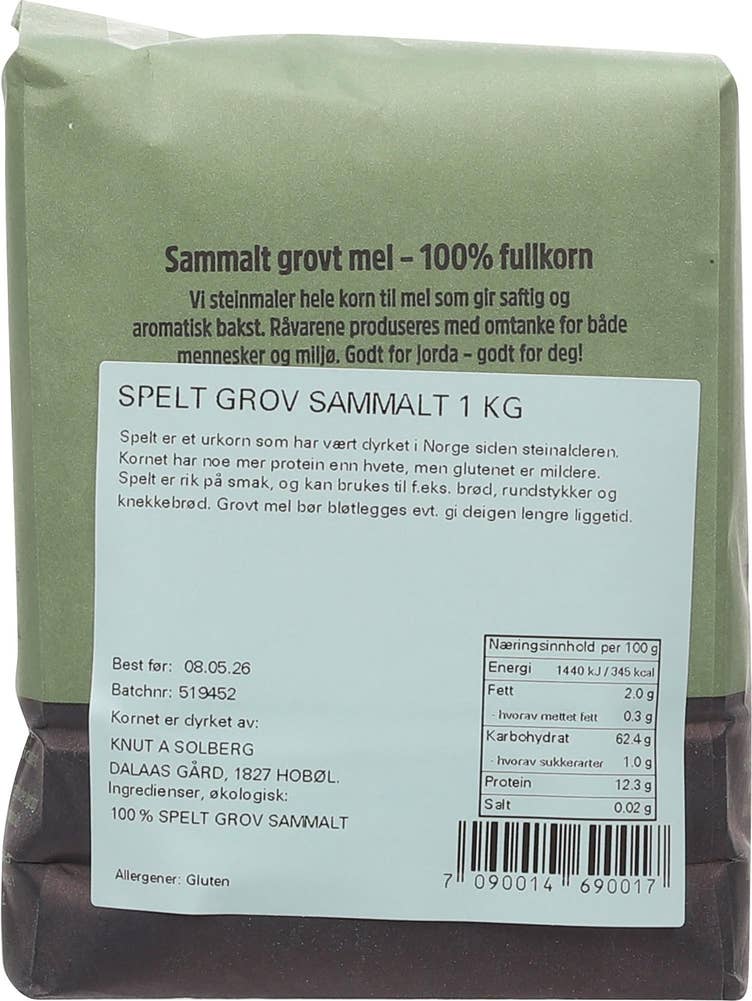 Sammalt grovt mel – 100% fullkorn
Vi steinmaler hele korn til mel som gir saftig og
aromatisk bakst. Råvarene produseres med omtanke for både
mennesker og miljø. Godt for Jorda – godt for deg!
SPELT GROV SAMMALT 1 KG
Spelt er et urkorn som har vært dyrket i Norge siden steinalderen.
Kornet har noe mer protein enn hvete, men glutenet er mildere.
Spelt er rik på smak, og kan brukes til f.eks. brød, rundstykker og
knekkebrød. Grovt mel bør bløtlegges evt. gi deigen lengre liggetid.
Best før: 08.05.26
Batchnr: 519452
Kornet er dyrket av:
KNUT A SOLBERG
DALAAS GÅRD, 1827 HOBØL.
Ingredienser, økologisk:
100 % SPELT GROV SAMMALT
Allergener: Gluten
Næringsinnhold per 100 g
Energi 1440 kJ / 345 kcal
Fett 2.0 g
- hvorav mettet fett 0.3 g
Karbohydrat 62.4 g
- hvorav sukkerarter 1.0 g
Protein 12.3 g
Salt 0.02 g
7 090014 690017